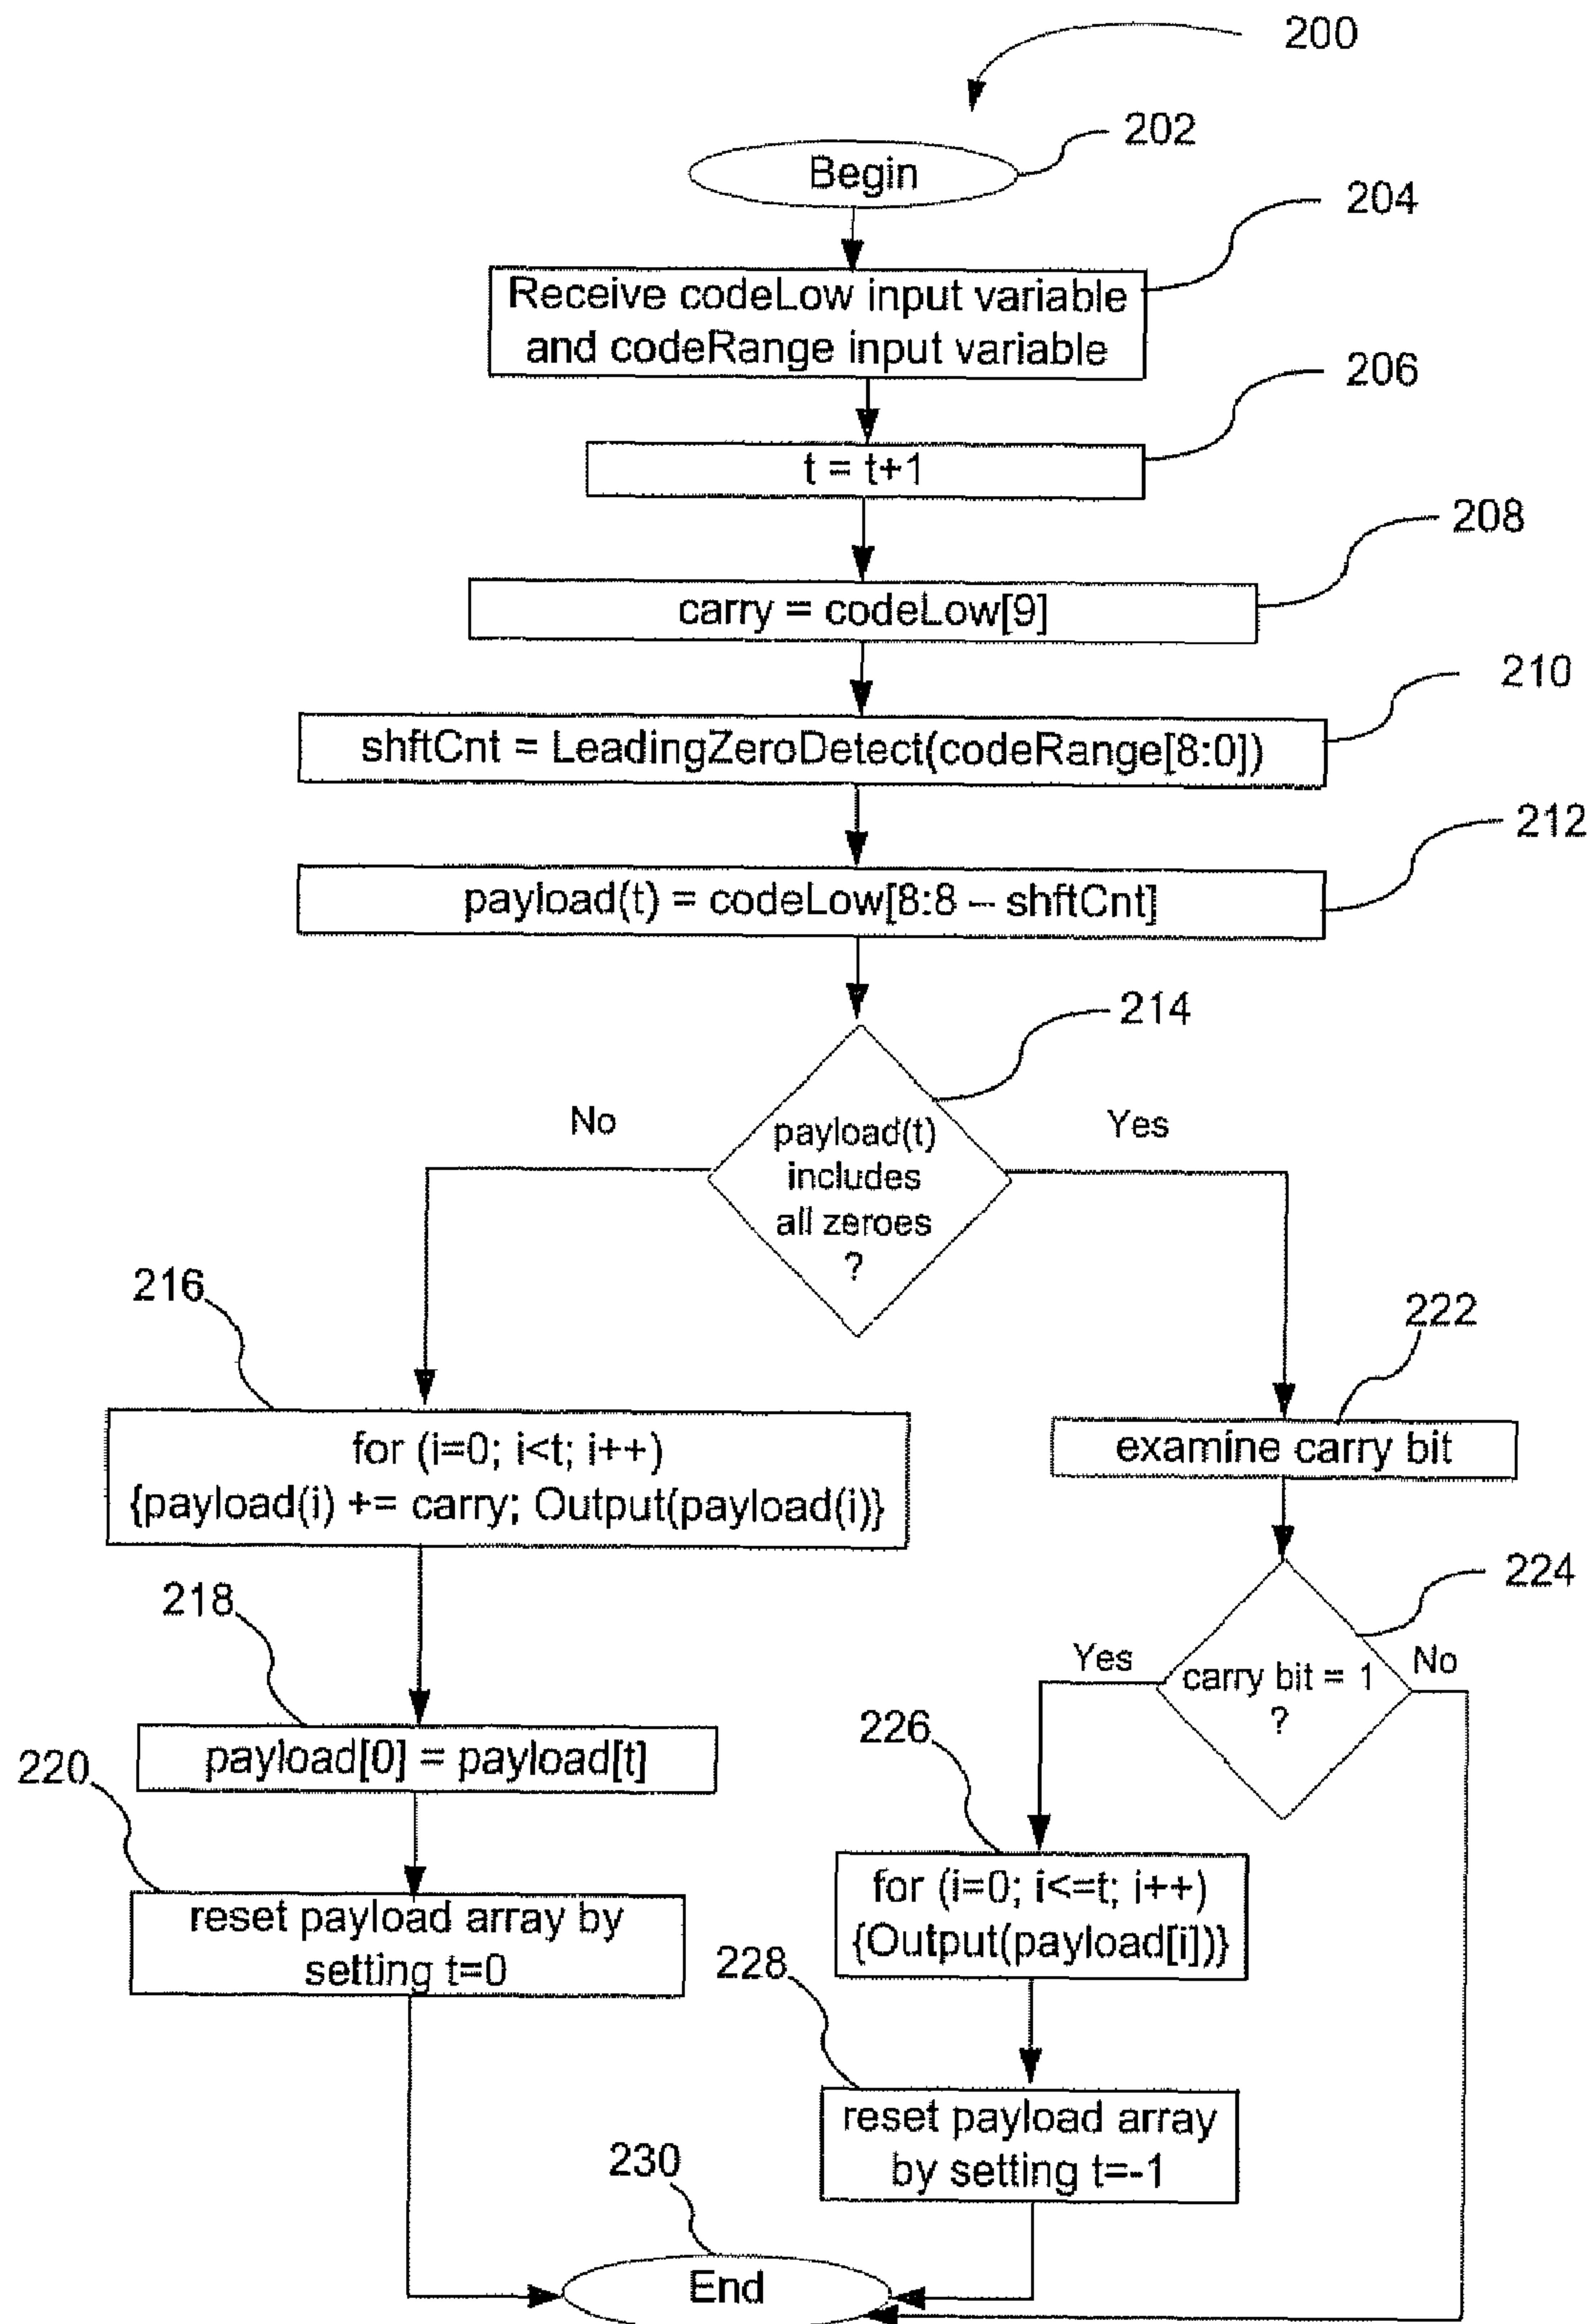 200
202
Begin
204
Receive codeLow input variable
and codeRange input variable
206
t = t+1
208
carry = codeLow[9]
210
shftCnt = LeadingZeroDetect(codeRange[8:0])
212
payload(t) = codeLow[8:8 – shftCnt]
214
No
Yes
payload(t)
includes
all zeroes
?
216
for (i=0; i<t; i++)
{payload(i) += carry; Output(payload(i)}
222
examine carry bit
218
payload[0] = payload[t]
224
Yes
No
carry bit = 1
?
220
reset payload array by
setting t=0
226
for (i=0; i<=t; i++)
{Output(payload[i])}
228
reset payload array
by setting t=-1
230
End